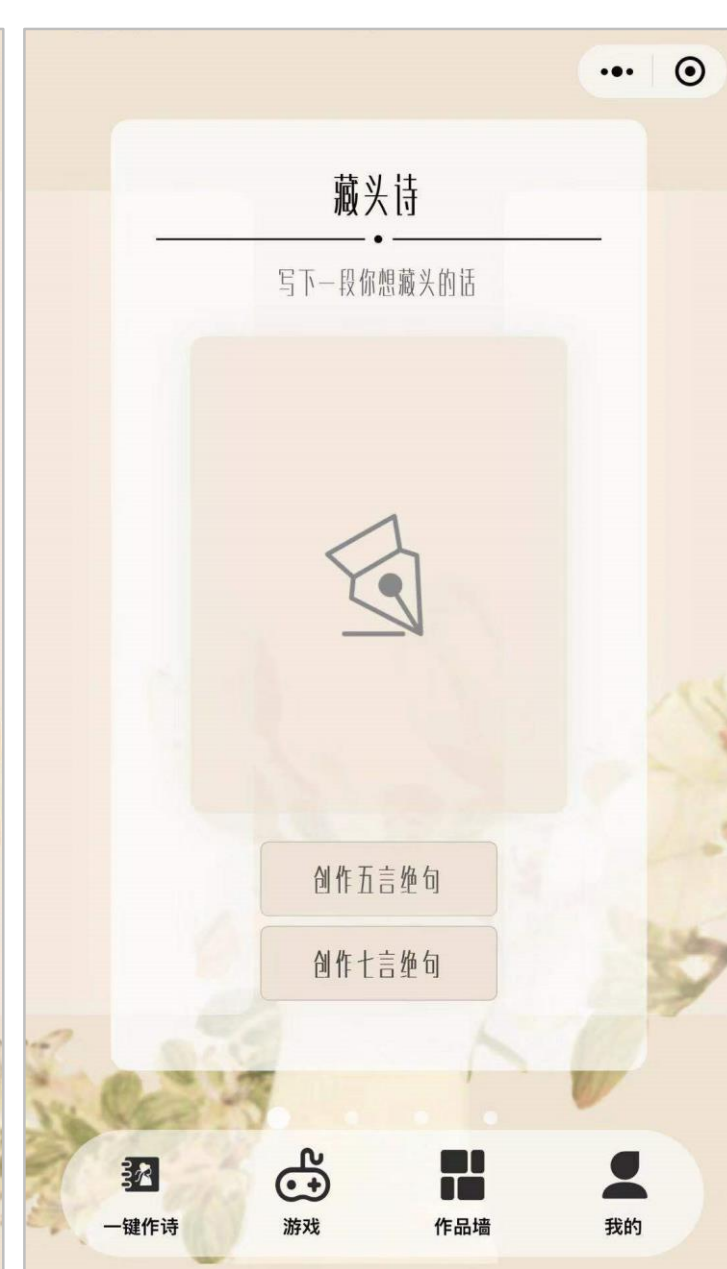 藏头诗
写下一段你想藏头的话
创作五言绝句
创作七言绝句
一键作诗
游戏
作品墙
我的